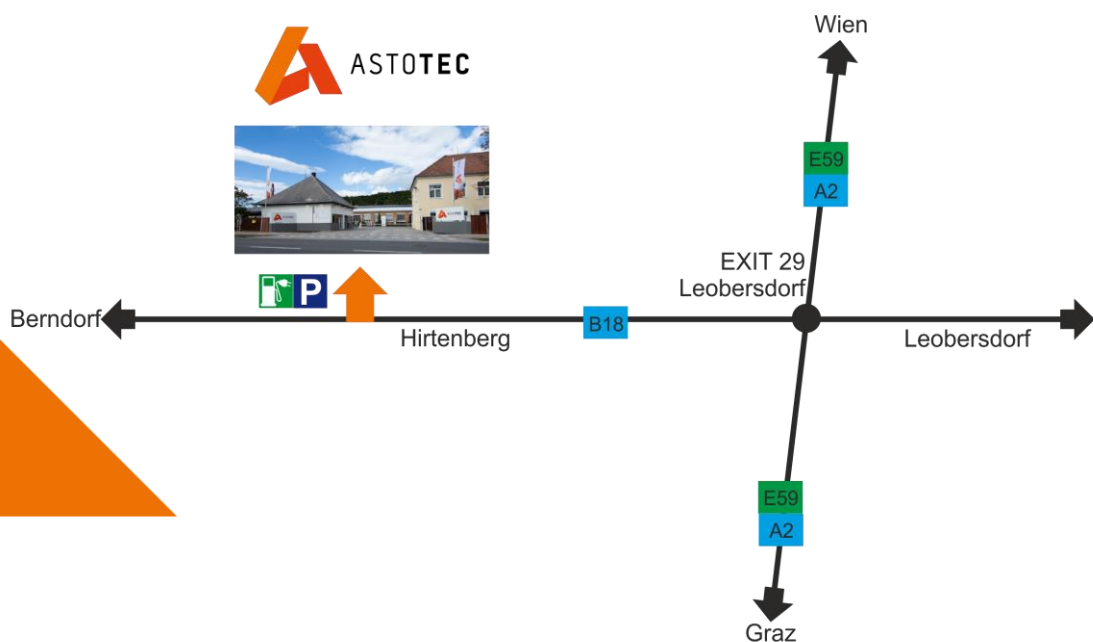 Wien
ASTOTEC
E59
A2
EXIT 29
Leobersdorf
P
Berndorf
B18
Hirtenberg
Leobersdorf
E59
A2
Graz